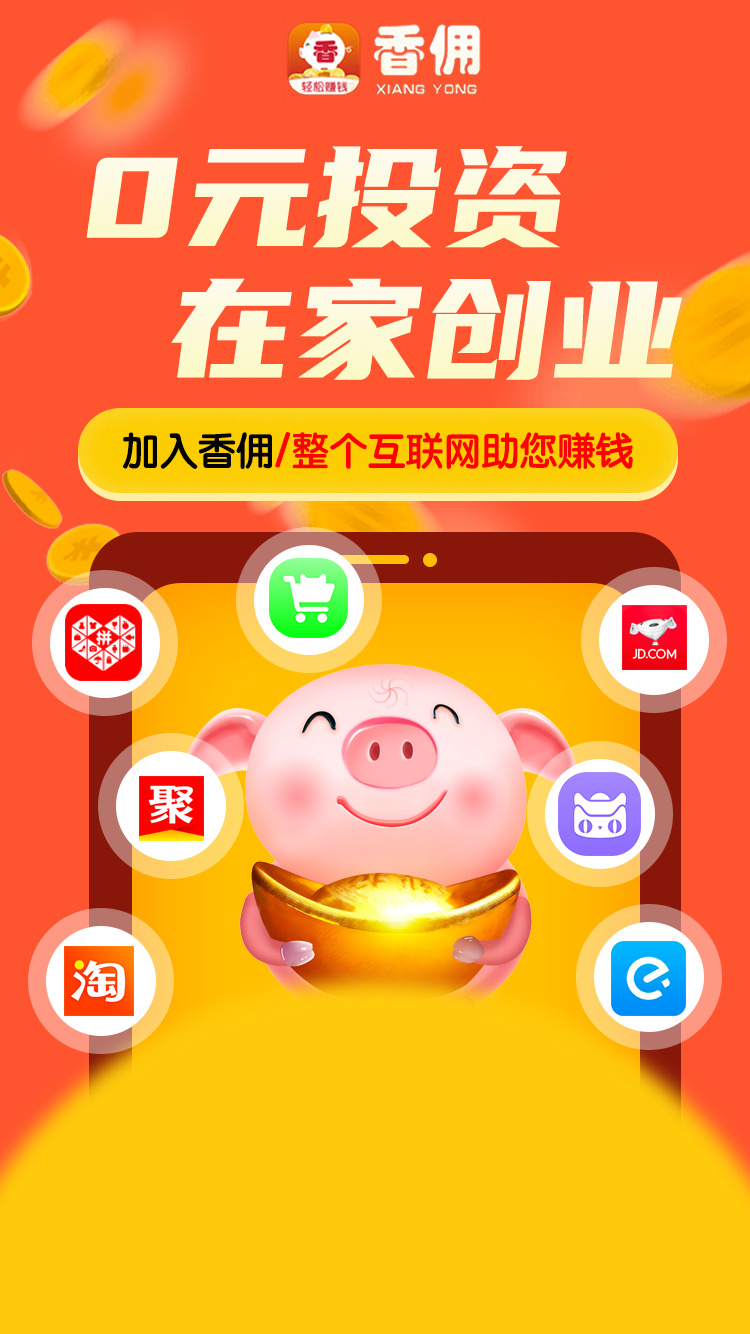 香
轻松赚钱
香佣
XIANG YONG
0元投资
在家创业
加入香佣/整个互联网助您赚钱
拼
JD.COM
聚
淘
e